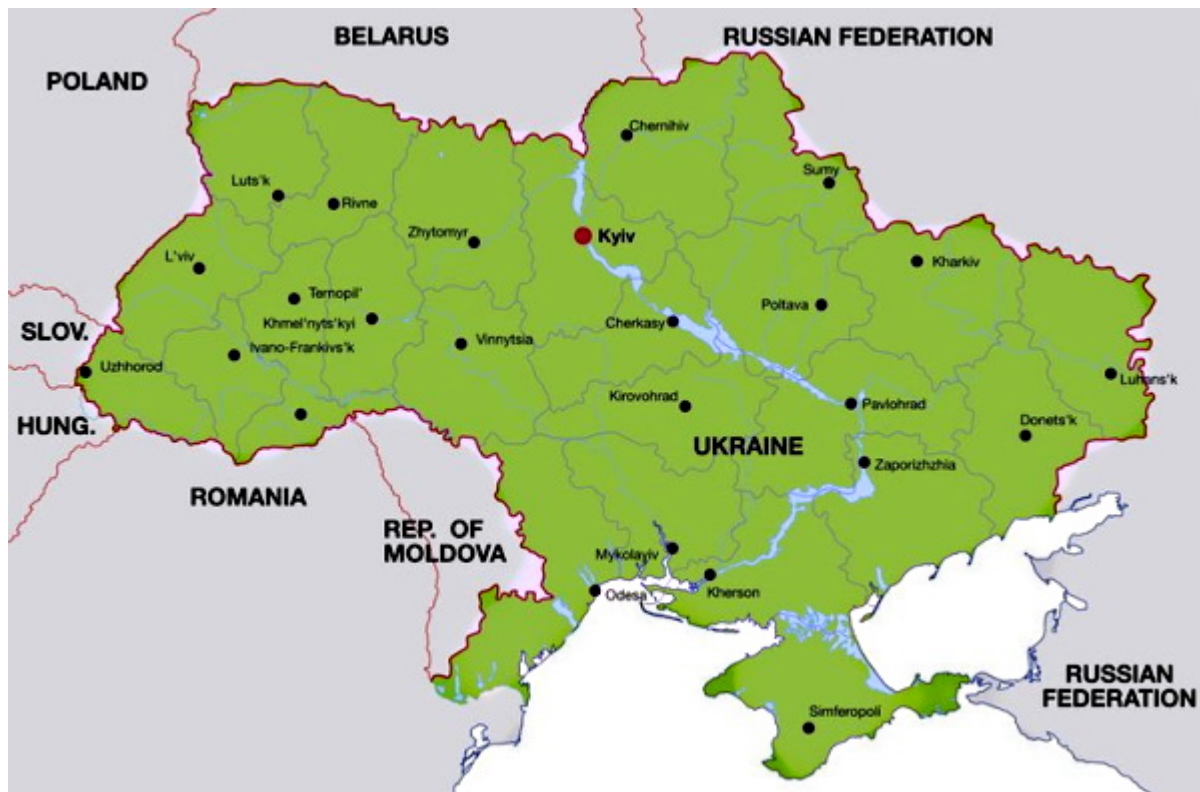 BELARUS
RUSSIAN FEDERATION
POLAND
Chernihiv
Sumy
Luts'k
Rivne
Zhytomyr
Kyiv
L'viv
Kharkiv
Ternopil'
Poltava
Khmel'nyts'kyi
Cherkasy
SLOV.
Ivano-Frankivs'k
Vinnytsia
Uzhhorod
Luhans'k
Kirovohrad
Pavlohrad
HUNG.
Donets'k
UKRAINE
Zaporizhzhia
ROMANIA
REP. OF
MOLDOVA
Mykolayiv
Odesa
Kherson
RUSSIAN
FEDERATION
Simferopoli